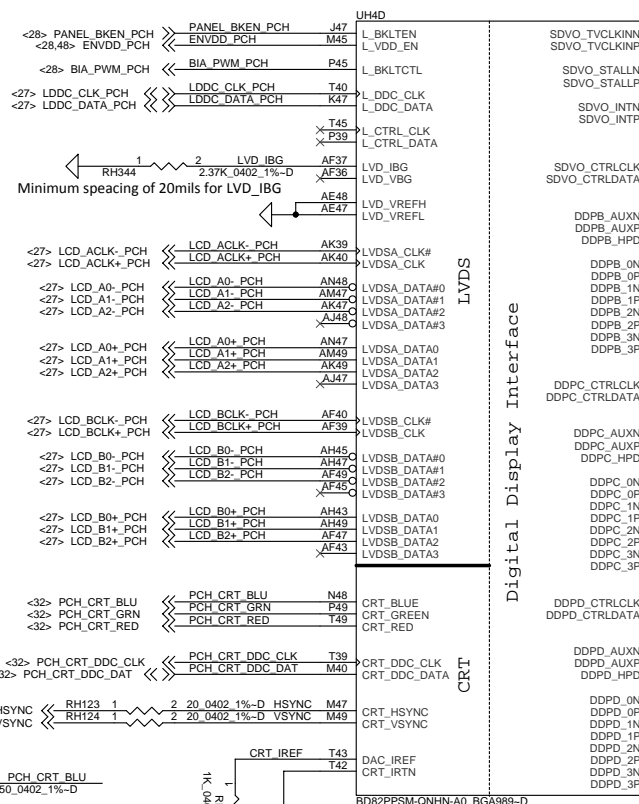 UH4D
<28> PANEL_BKEN_PCH PANEL_BKEN_PCH J47 L_BKLTEN SDVO_TVCLKINN
<28,48> ENVDD_PCH ENVDD_PCH M45 L_VDD_EN SDVO_TVCLKINP
<28> BIA_PWM_PCH BIA_PWM_PCH P45 L_BKLTCTL SDVO_STALLN
SDVO_STALLP
<27> LDDC_CLK_PCH LDDC_CLK_PCH T40 L_DDC_CLK
<27> LDDC_DATA_PCH LDDC_DATA_PCH K47 L_DDC_DATA SDVO_INTN
SDVO_INTP
T45 L_CTRL_CLK
P39 L_CTRL_DATA
1 2 LVD_IBG AF37 LVD_IBG SDVO_CTRLCLK
RH344 2.37K_0402_1%~D AF36 LVD_VBG SDVO_CTRLDATA
Minimum speacing of 20mils for LVD_IBG
AE48 LVD_VREFH
AE47 LVD_VREFL DDPB_AUXN
DDPB_AUXP
DDPB_HPD
<27> LCD_ACLK-_PCH LCD_ACLK-_PCH AK39 LVDSA_CLK#
<27> LCD_ACLK+_PCH LCD_ACLK+_PCH AK40 LVDSA_CLK DDPB_0N
DDPB_0P
<27> LCD_A0-_PCH LCD_A0-_PCH AN48 LVDSA_DATA#0 DDPB_1N
<27> LCD_A1-_PCH LCD_A1-_PCH AM47 LVDSA_DATA#1 DDPB_1P
<27> LCD_A2-_PCH LCD_A2-_PCH AK47 LVDSA_DATA#2 DDPB_2N
AJ48 LVDSA_DATA#3 DDPB_2P
DDPB_3N
<27> LCD_A0+_PCH LCD_A0+_PCH AN47 LVDSA_DATA0 DDPB_3P
<27> LCD_A1+_PCH LCD_A1+_PCH AM49 LVDSA_DATA1
<27> LCD_A2+_PCH LCD_A2+_PCH AK49 LVDSA_DATA2
AJ47 LVDSA_DATA3 DDPC_CTRLCLK
DDPC_CTRLDATA
LVDS
Digital Display Interface
<27> LCD_BCLK-_PCH LCD_BCLK-_PCH AF40 LVDSB_CLK#
<27> LCD_BCLK+_PCH LCD_BCLK+_PCH AF39 LVDSB_CLK DDPC_AUXN
DDPC_AUXP
<27> LCD_B0-_PCH LCD_B0-_PCH AH45 LVDSB_DATA#0 DDPC_HPD
<27> LCD_B1-_PCH LCD_B1-_PCH AH47 LVDSB_DATA#1
<27> LCD_B2-_PCH LCD_B2-_PCH AF49 LVDSB_DATA#2 DDPC_0N
AF45 LVDSB_DATA#3 DDPC_0P
DDPC_1N
<27> LCD_B0+_PCH LCD_B0+_PCH AH43 LVDSB_DATA0 DDPC_1P
<27> LCD_B1+_PCH LCD_B1+_PCH AH49 LVDSB_DATA1 DDPC_2N
<27> LCD_B2+_PCH LCD_B2+_PCH AF47 LVDSB_DATA2 DDPC_2P
AF43 LVDSB_DATA3 DDPC_3N
DDPC_3P
<32> PCH_CRT_BLU PCH_CRT_BLU N48 CRT_BLUE DDPD_CTRLCLK
<32> PCH_CRT_GRN PCH_CRT_GRN P49 CRT_GREEN DDPD_CTRLDATA
<32> PCH_CRT_RED PCH_CRT_RED T49 CRT_RED
DDPD_AUXN
<32> PCH_CRT_DDC_CLK PCH_CRT_DDC_CLK T39 CRT_DDC_CLK DDPD_AUXP
32> PCH_CRT_DDC_DAT PCH_CRT_DDC_DAT M40 CRT_DDC_DATA DDPD_HPD
CRT
DDPD_0N
HSYNC RH123 1 2 20_0402_1%~D HSYNC M47 CRT_HSYNC DDPD_0P
VSYNC RH124 1 2 20_0402_1%~D VSYNC M49 CRT_VSYNC DDPD_1N
DDPD_1P
DDPD_2N
CRT_IREF T43 DAC_IREF DDPD_2P
T42 CRT_IRTN DDPD_3N
PCH_CRT_BLU DDPD_3P
50_0402_1%~D
1
BD82PPSM-QNHN-A0_BGA989~D